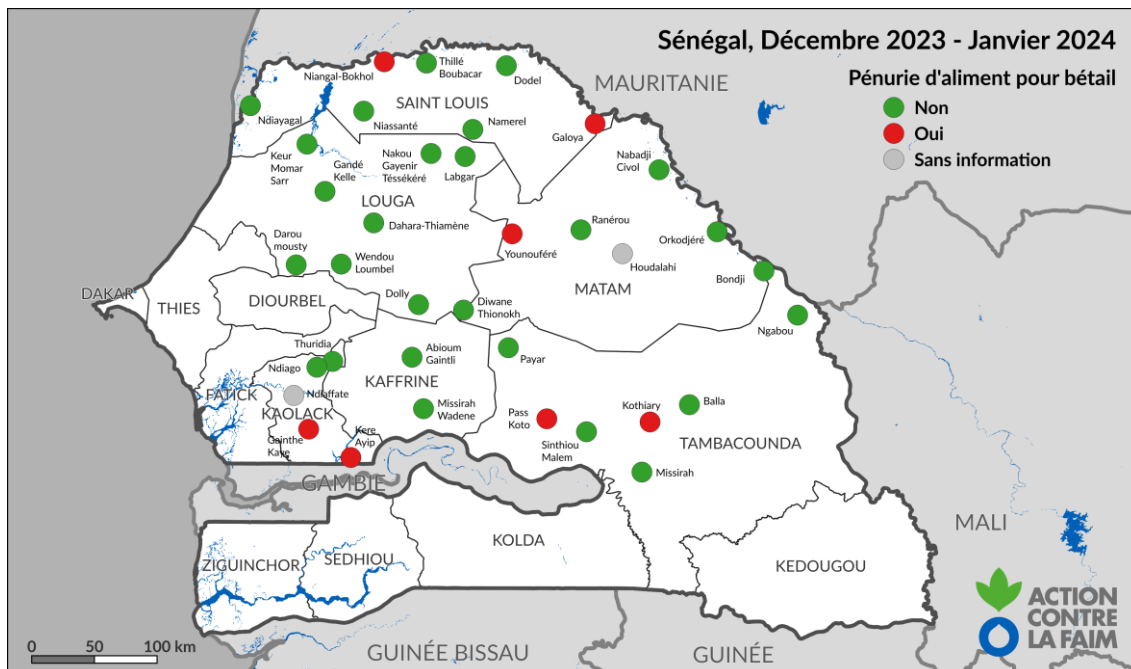 Sénégal, Décembre 2023 - Janvier 2024
Pénurie d'aliment pour bétail
Non
Oui
Sans information
MAURITANIE
Niangal-Bokhol
Thillé
Boubacar
Dodel
SAINT LOUIS
Ndiayagal
Niassanté
Namerel
Galoya
Keur
Momar
Sarr
Gandé
Kelle
Nakou
Gayenir
Téssékéré
Labgar
Nabadji
Civol
LOUGA
Dahara-Thiamène
Ranérou
Orkodjéré
Younouféré
Houdalahi
Darou
mousty
Wendou
Loumbel
Bondji
MATAM
DAKAR
THIES
DIOURBEL
Dolly
Diwane
Thionokh
Ngabou
Thuridia
Ndiago
Abioum
Gaintli
Payar
KAFFRINE
FATICK
Ndiaffate
KAOLACK
Missirah
Wadene
Pass
Koto
Kothiary
Balla
Gainthe
Kaye
Kere
Ayip
Sinthiou
Malem
TAMBACOUNDA
Missirah
GAMBIE
MALI
KOLDA
ZIGUINCHOR
SEDHIOU
KEDOUGOU
GUINÉE BISSAU
GUINÉE
0 50 100 km
ACTION
CONTRE
LA FAIM